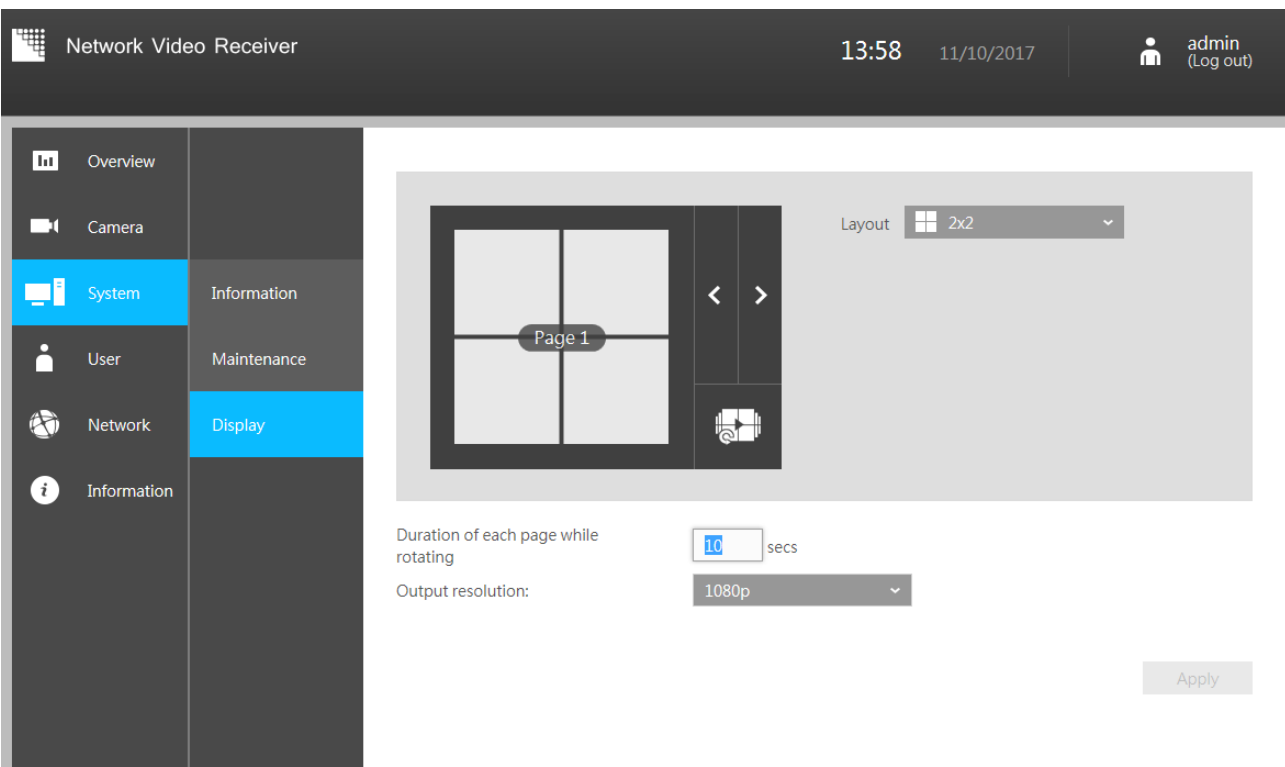 Network Video Receiver
13:58
11/10/2017
admin
(Log out)
Overview
Camera
System
User
Network
Information
Information
Maintenance
Display
Page 1
Layout
2x2
Duration of each page while
rotating
10 secs
Output resolution:
1080p
Apply